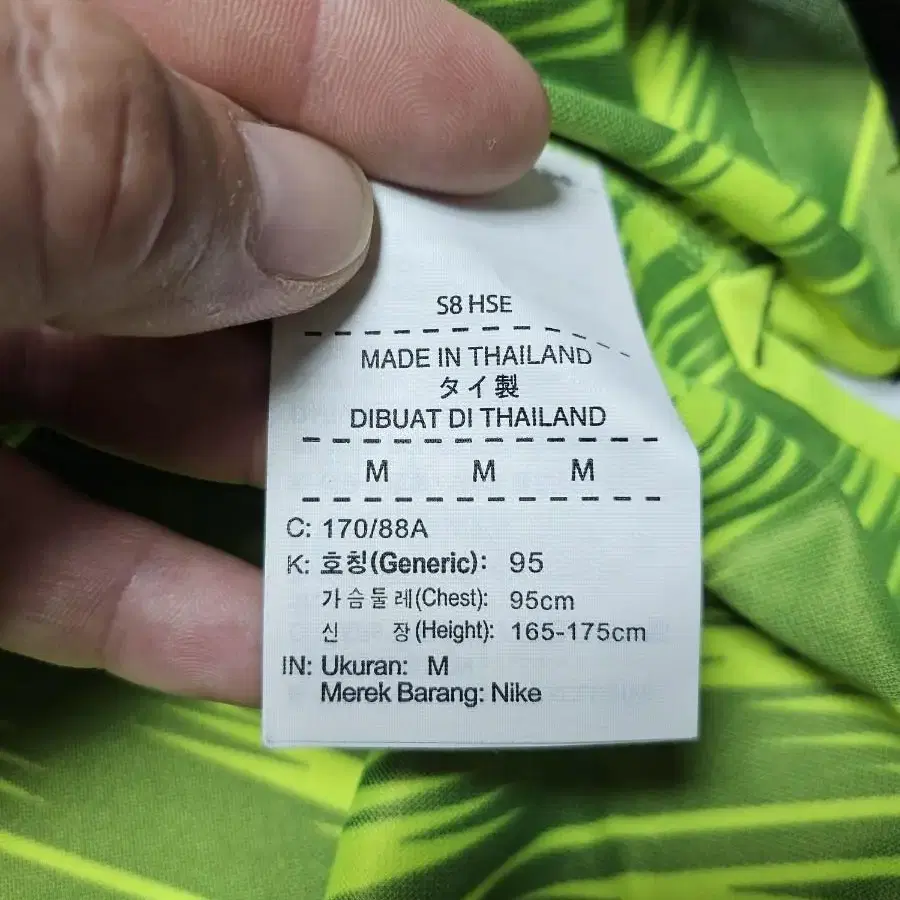 S8 HSE
MADE IN THAILAND
タイ製
DIBUAT DI THAILAND
M M M
C: 170/88A
K: 호칭(Generic): 95
가슴둘레(Chest): 95cm
신 장(Height): 165-175cm
IN: Ukuran: M
Merek Barang: Nike